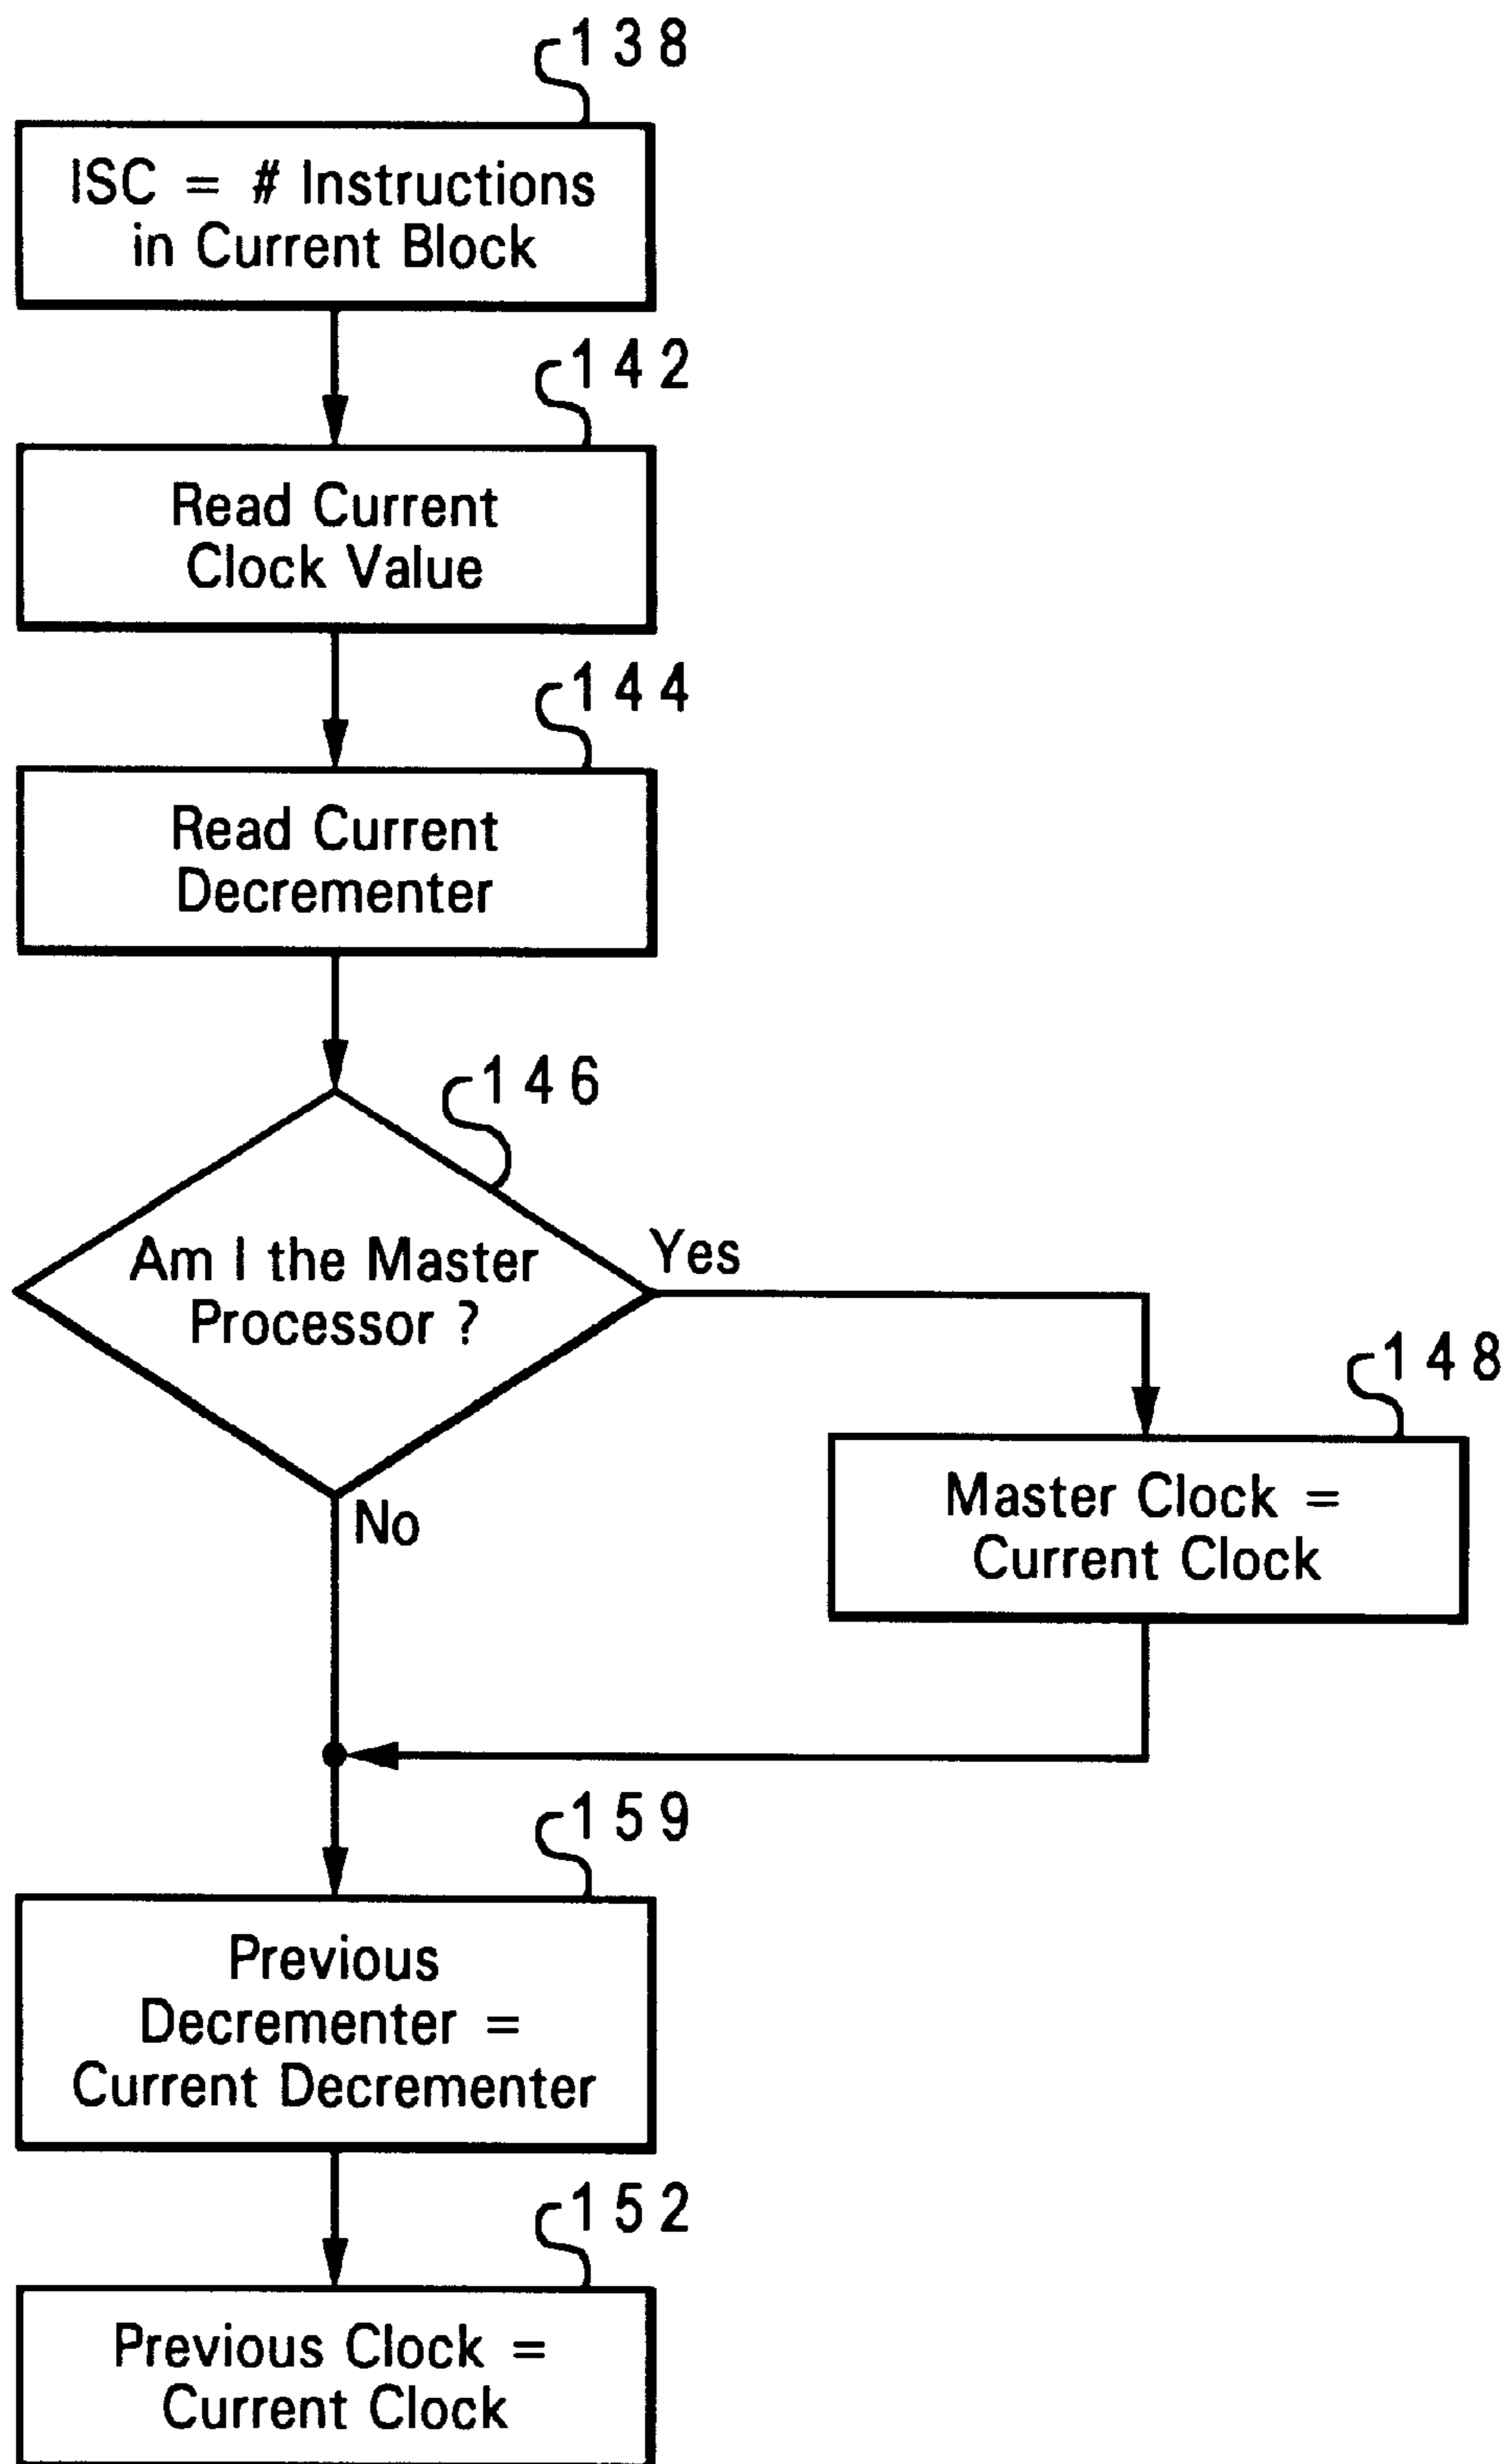 138
ISC = # Instructions
in Current Block
142
Read Current
Clock Value
144
Read Current
Decrementer
146
Am I the Master
Processor ?
Yes
148
Master Clock =
Current Clock
No
159
Previous
Decrementer =
Current Decrementer
152
Previous Clock =
Current Clock